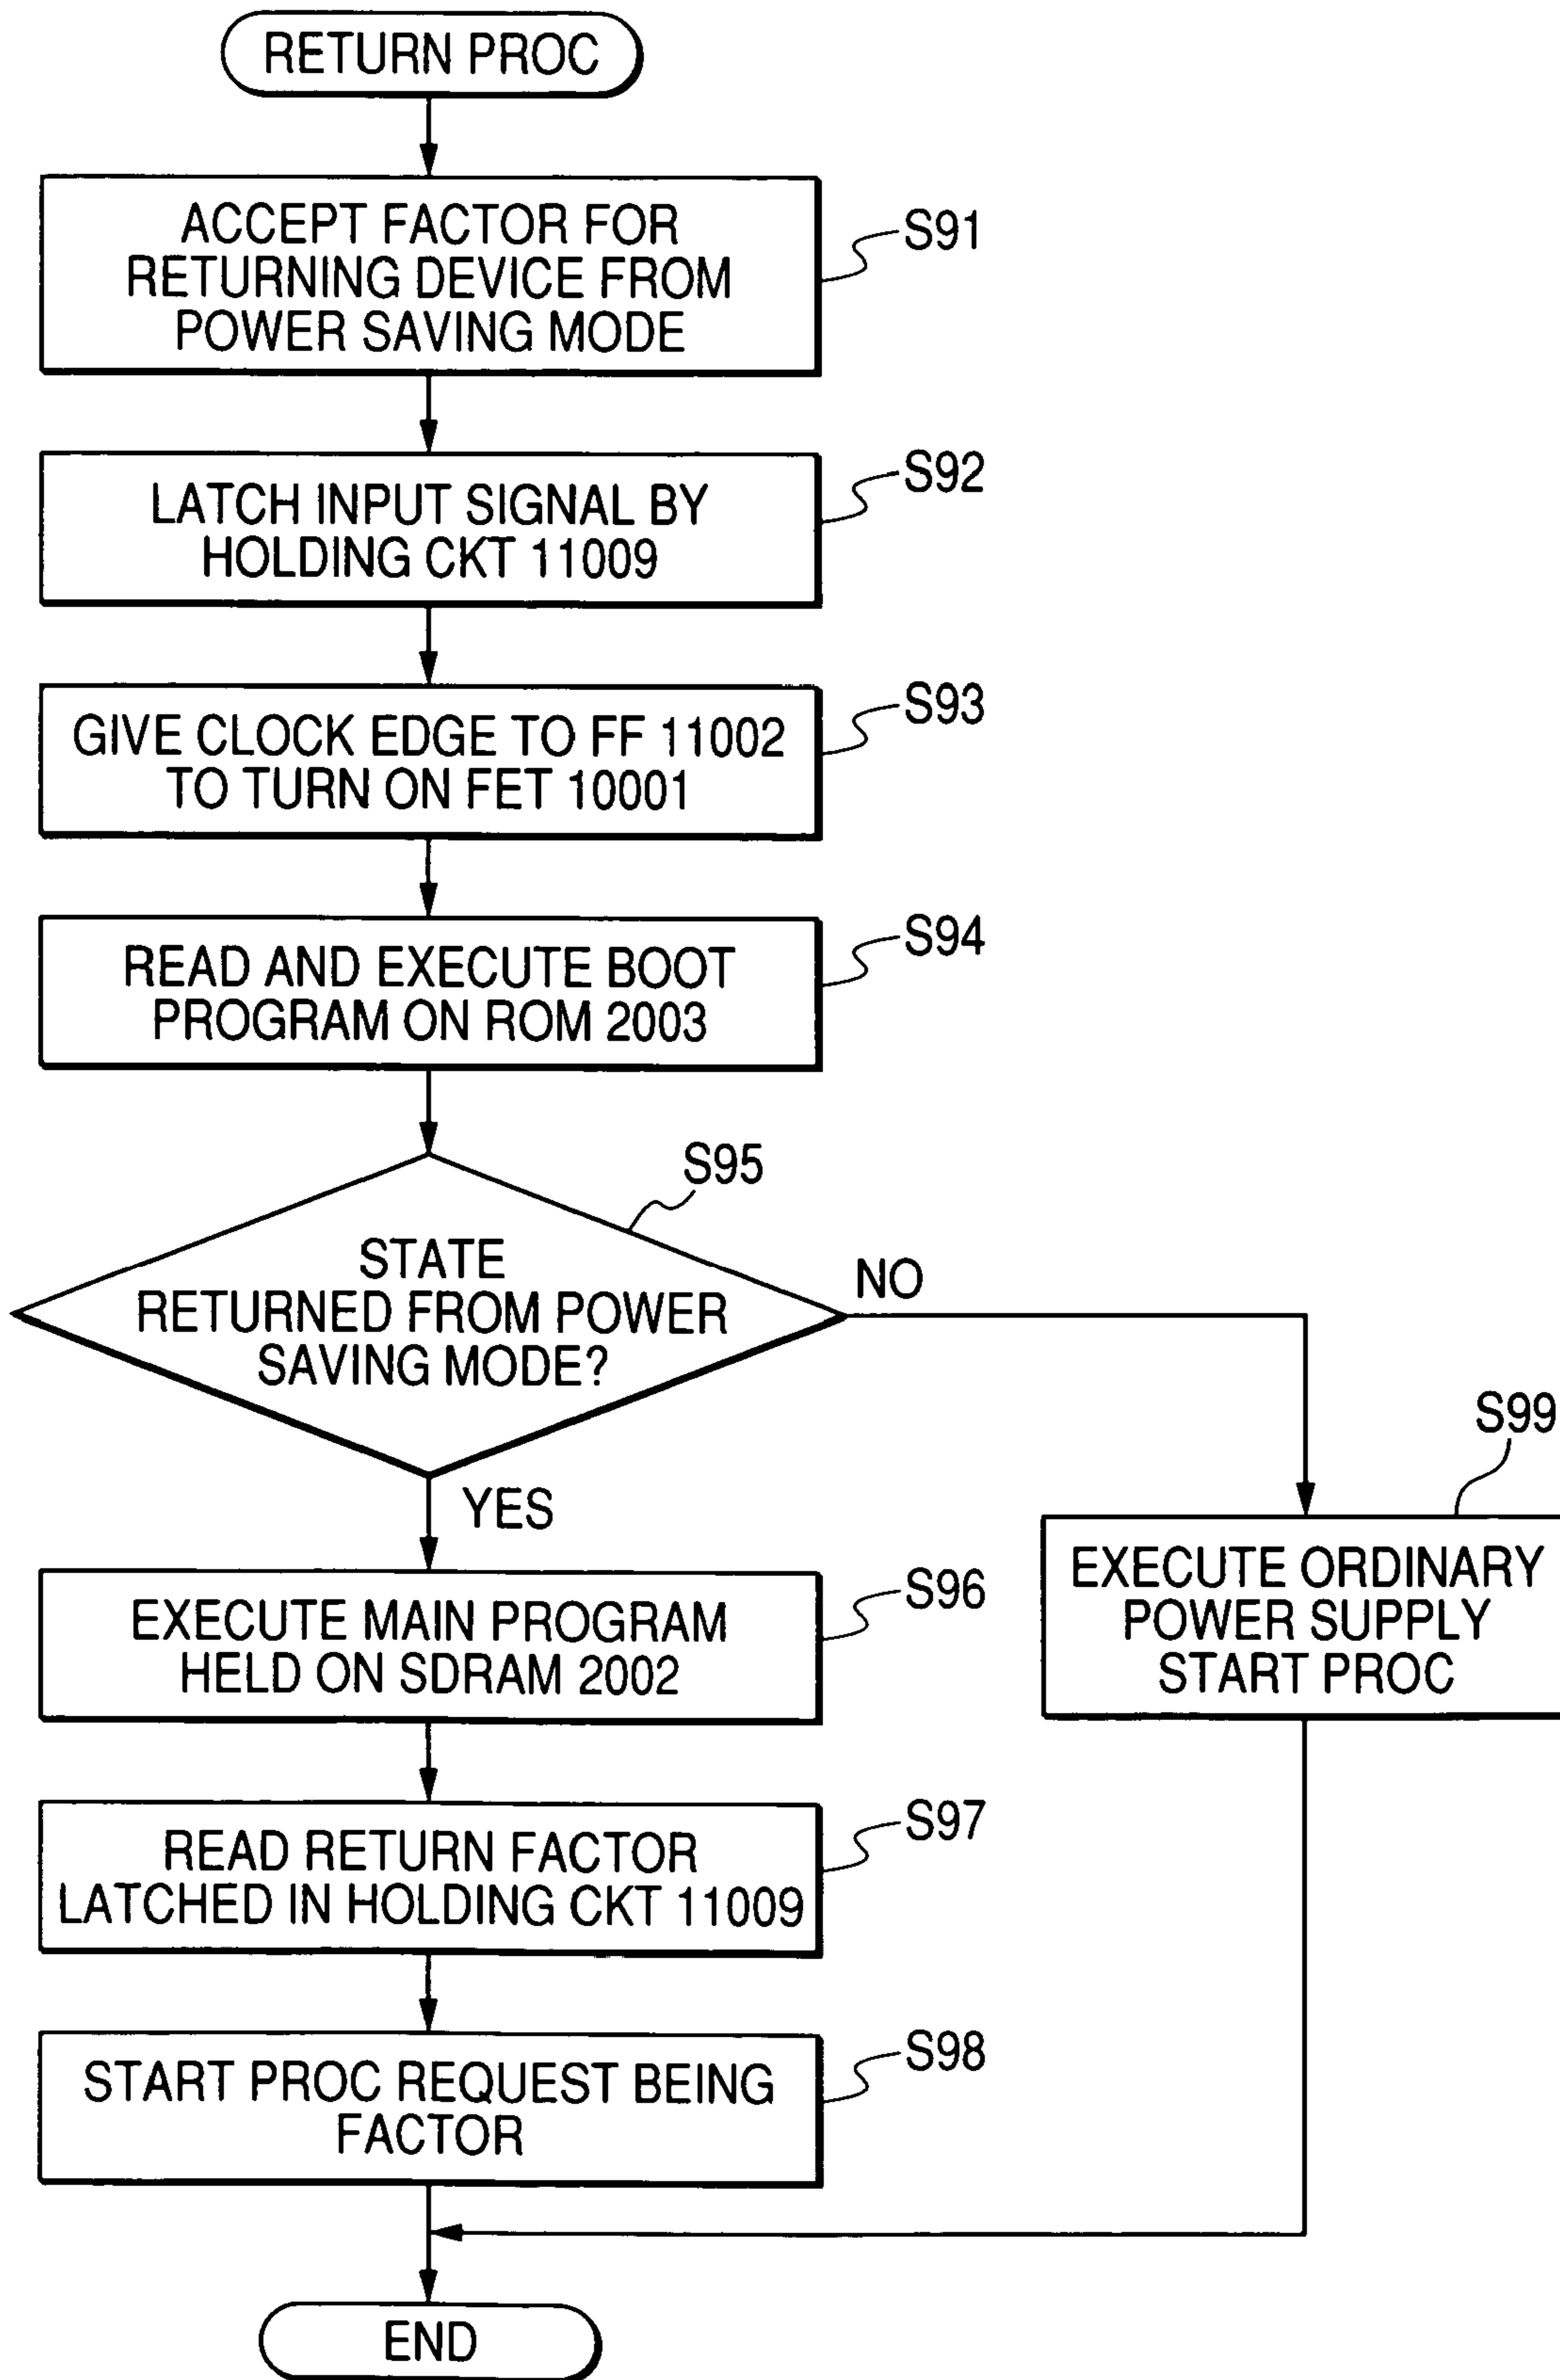 RETURN PROC
ACCEPT FACTOR FOR
RETURNING DEVICE FROM
POWER SAVING MODE
S91
LATCH INPUT SIGNAL BY
HOLDING CKT 11009
S92
GIVE CLOCK EDGE TO FF 11002
TO TURN ON FET 10001
S93
READ AND EXECUTE BOOT
PROGRAM ON ROM 2003
S94
S95
STATE
RETURNED FROM POWER
SAVING MODE?
NO
YES
S99
EXECUTE ORDINARY
POWER SUPPLY
START PROC
EXECUTE MAIN PROGRAM
HELD ON SDRAM 2002
S96
READ RETURN FACTOR
LATCHED IN HOLDING CKT 11009
S97
START PROC REQUEST BEING
FACTOR
S98
END